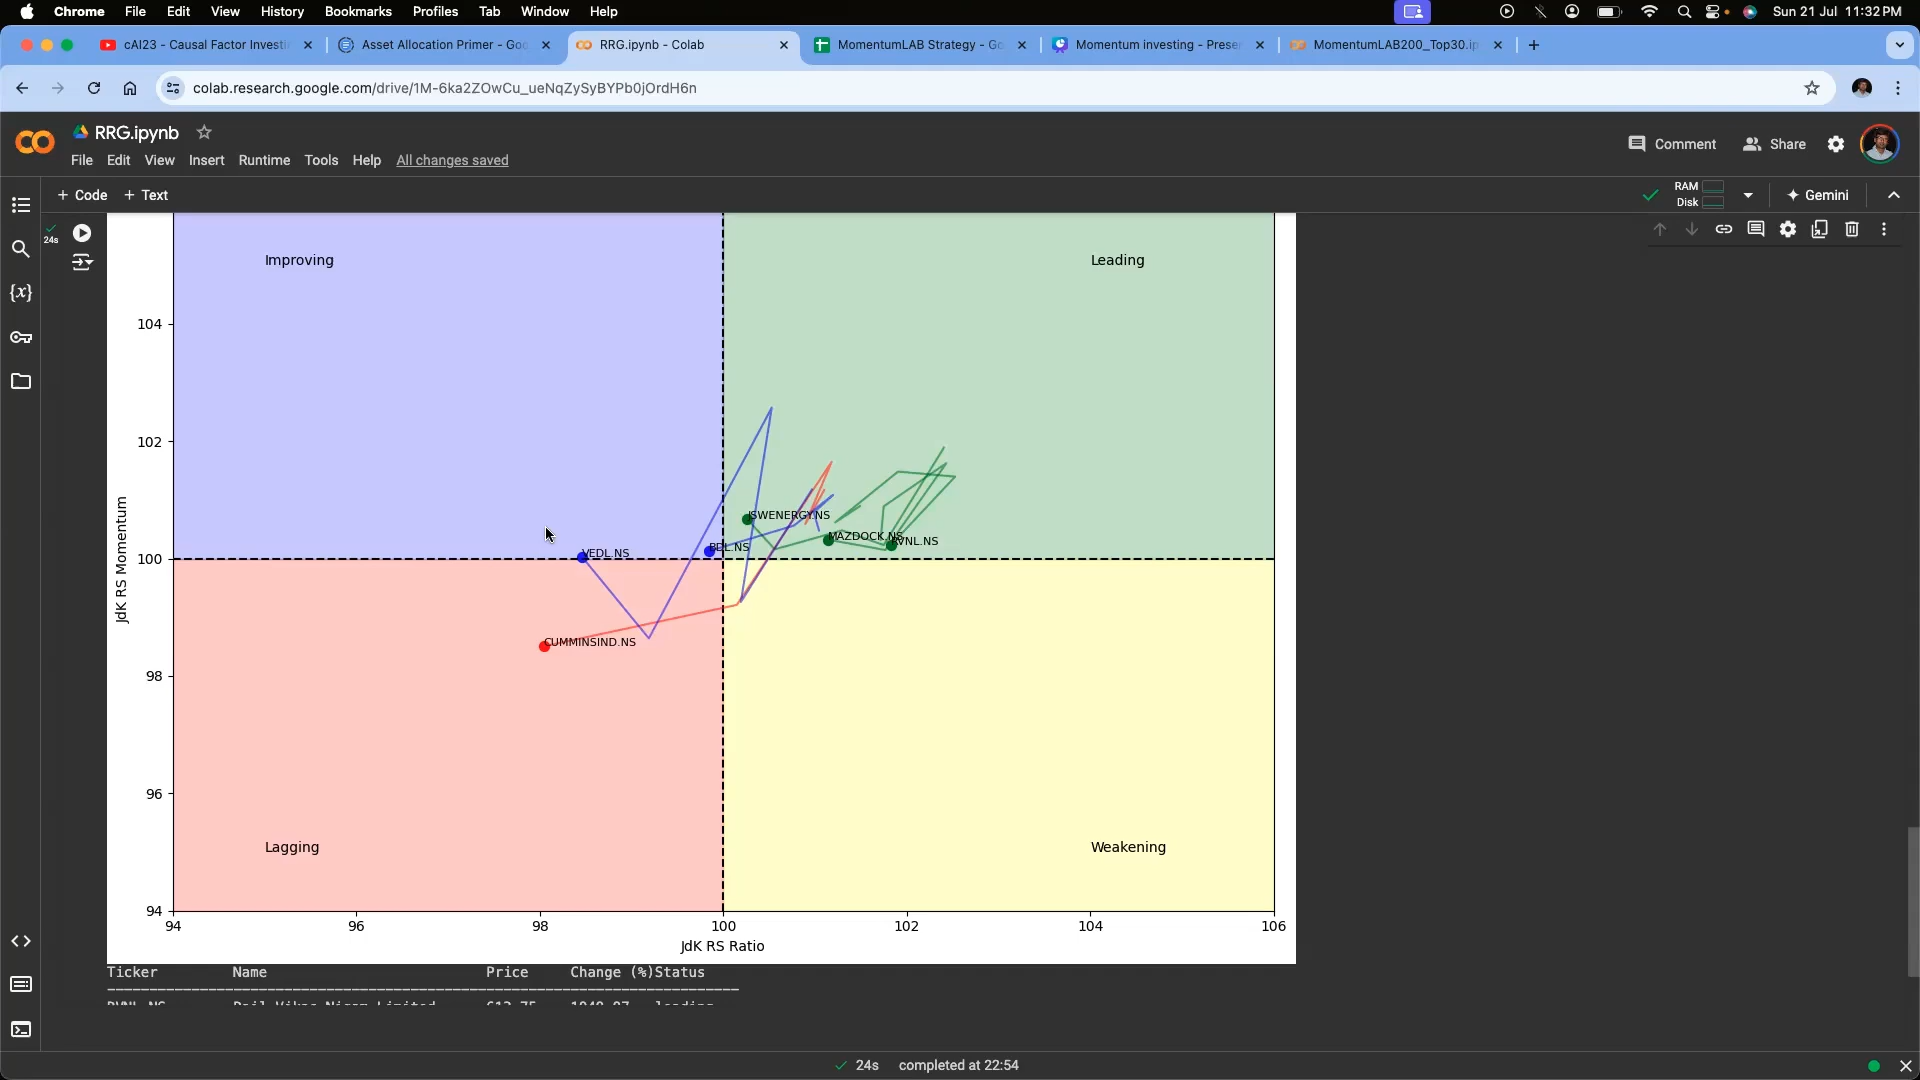 Chrome File Edit View History Bookmarks Profiles Tab Window Help Sun 21 Jul 11:32 PM
cAI23 - Causal Factor Investi Asset Allocation Primer - Goo RRG.ipynb - Colab MomentumLAB Strategy - Go Momentum investing - Prese MomentumLAB200_Top30.ip
colab.research.google.com/drive/1M-6ka2ZOwCu_ueNqZySyBYPb0jOrdH6n
RRG.ipynb
Comment Share
File Edit View Insert Runtime Tools Help All changes saved
+ Code + Text
RAM
Disk
Gemini
24s
Improving
Leading
104
102
JSWENERGY.NS
MAZDOCK.NS
RVNL.NS
BDL.NS
VEDL.NS
100
JdK RS Momentum
CUMMINSIND.NS
98
96
Lagging
Weakening
94
94 96 98 100 102 104 106
JdK RS Ratio
Ticker Name Price Change (%)Status
24s completed at 22:54